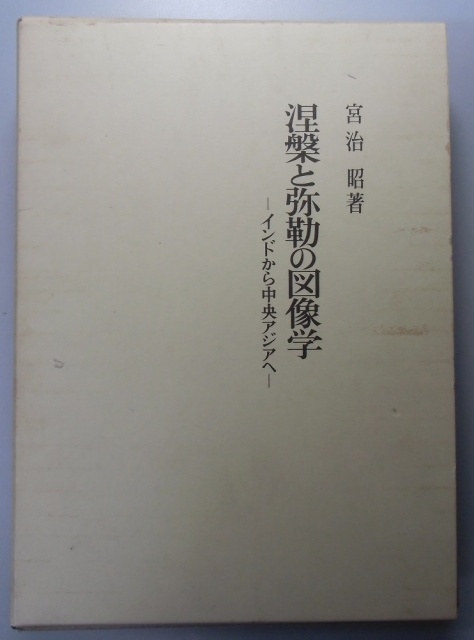 宮治 昭著
涅槃と弥勒の図像学
―インドから中央アジアへ―